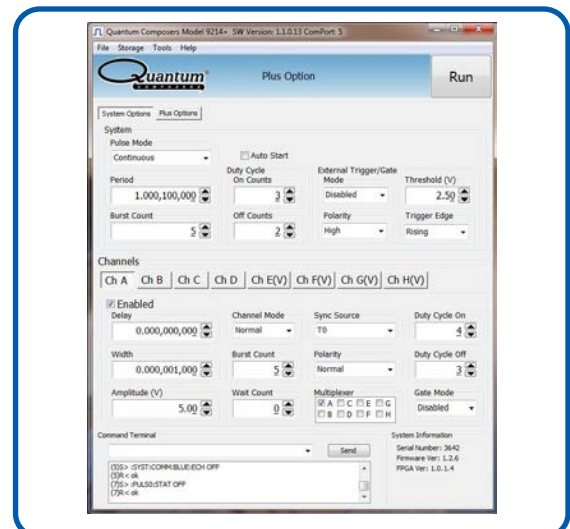 Quantum Composers Model 9214+ SW Version: 1.1.0.13 ComPort: 5
File Storage Tools Help
Quantum
COMPOSERS
Plus Option
Run
System Options Plus Options
System
Pulse Mode
Continuous
Auto Start
Period
1.000,100,000
Duty Cycle
On Counts
3
External Trigger/Gate
Mode
Disabled
Threshold (V)
2.50
Burst Count
5
Off Counts
2
Polarity
High
Trigger Edge
Rising
Channels
Ch A Ch B Ch C Ch D Ch E(V) Ch F(V) Ch G(V) Ch H(V)
Enabled
Delay
0.000,000,000
Channel Mode
Normal
Sync Source
T0
Duty Cycle On
4
Width
0.000,001,000
Burst Count
5
Polarity
Normal
Duty Cycle Off
3
Amplitude (V)
5.00
Wait Count
0
Multiplexer
A C E G
B D F H
Gate Mode
Disabled
Command Terminal
Send
(5)S> :SYST:COMM:BLUE:ECH OFF
(5)R< ok
(7)S> :PULS0:STAT OFF
(7)R< ok
System Information
Serial Number: 3642
Firmware Ver: 1.2.6
FPGA Ver: 1.0.1.4